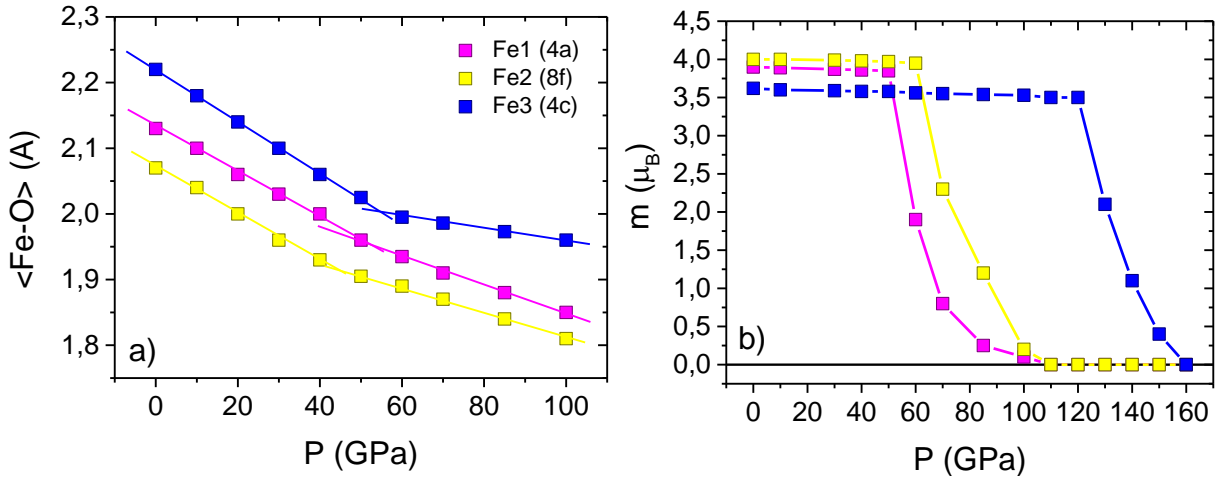 2,3
2,2
2,1
2,0
1,9
1,8
<Fe-O> (A)
Fe1 (4a)
Fe2 (8f)
Fe3 (4c)
a)
0 20 40 60 80 100
P (GPa)
4,5
4,0
3,5
3,0
2,5
2,0
1,5
1,0
0,5
0,0
m (μB)
b)
0 20 40 60 80 100 120 140 160
P (GPa)